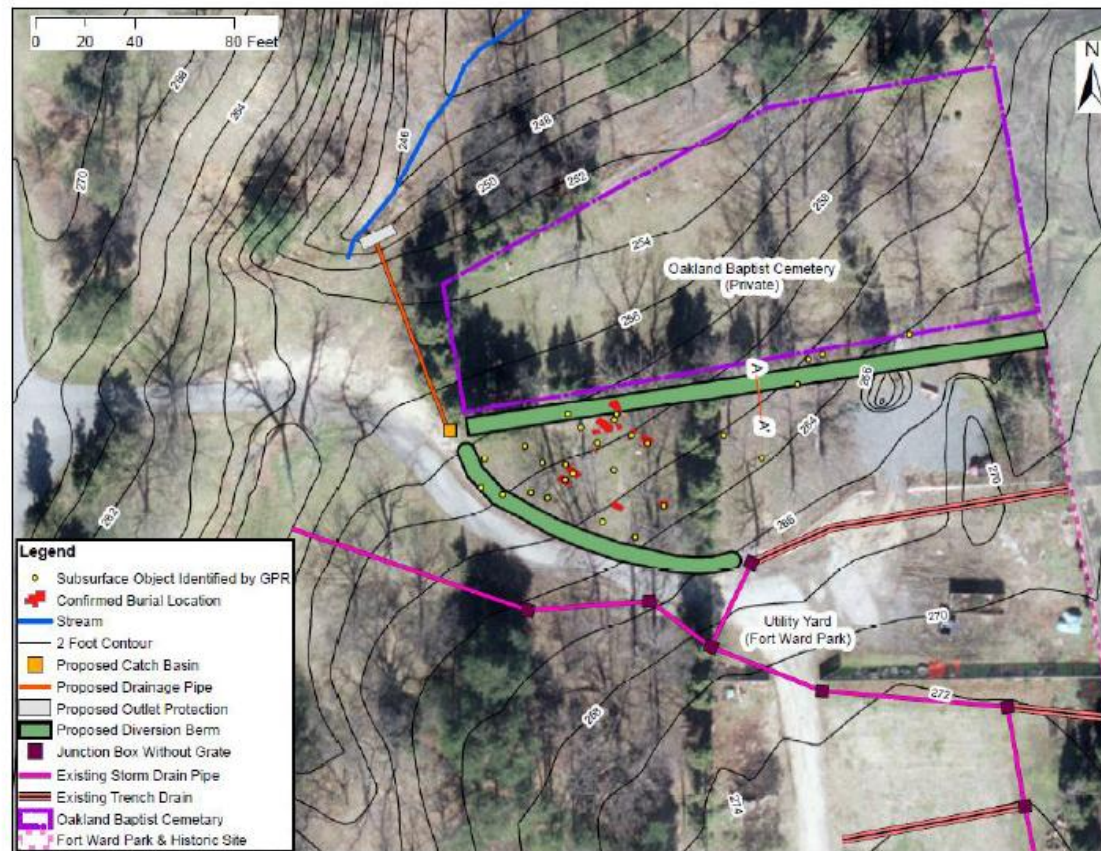 0 20 40 80 Feet
N
268
264
270
246
248
250
252
254
258
256
Oakland Baptist Cemetery
(Private)
A
A'
266
264
270
266
262
270
Utility Yard
(Fort Ward Park)
272
268
274
Legend
Subsurface Object Identified by GPR
Confirmed Burial Location
Stream
2 Foot Contour
Proposed Catch Basin
Proposed Drainage Pipe
Proposed Outlet Protection
Proposed Diversion Berm
Junction Box Without Grate
Existing Storm Drain Pipe
Existing Trench Drain
Oakland Baptist Cemetary
Fort Ward Park & Historic Site